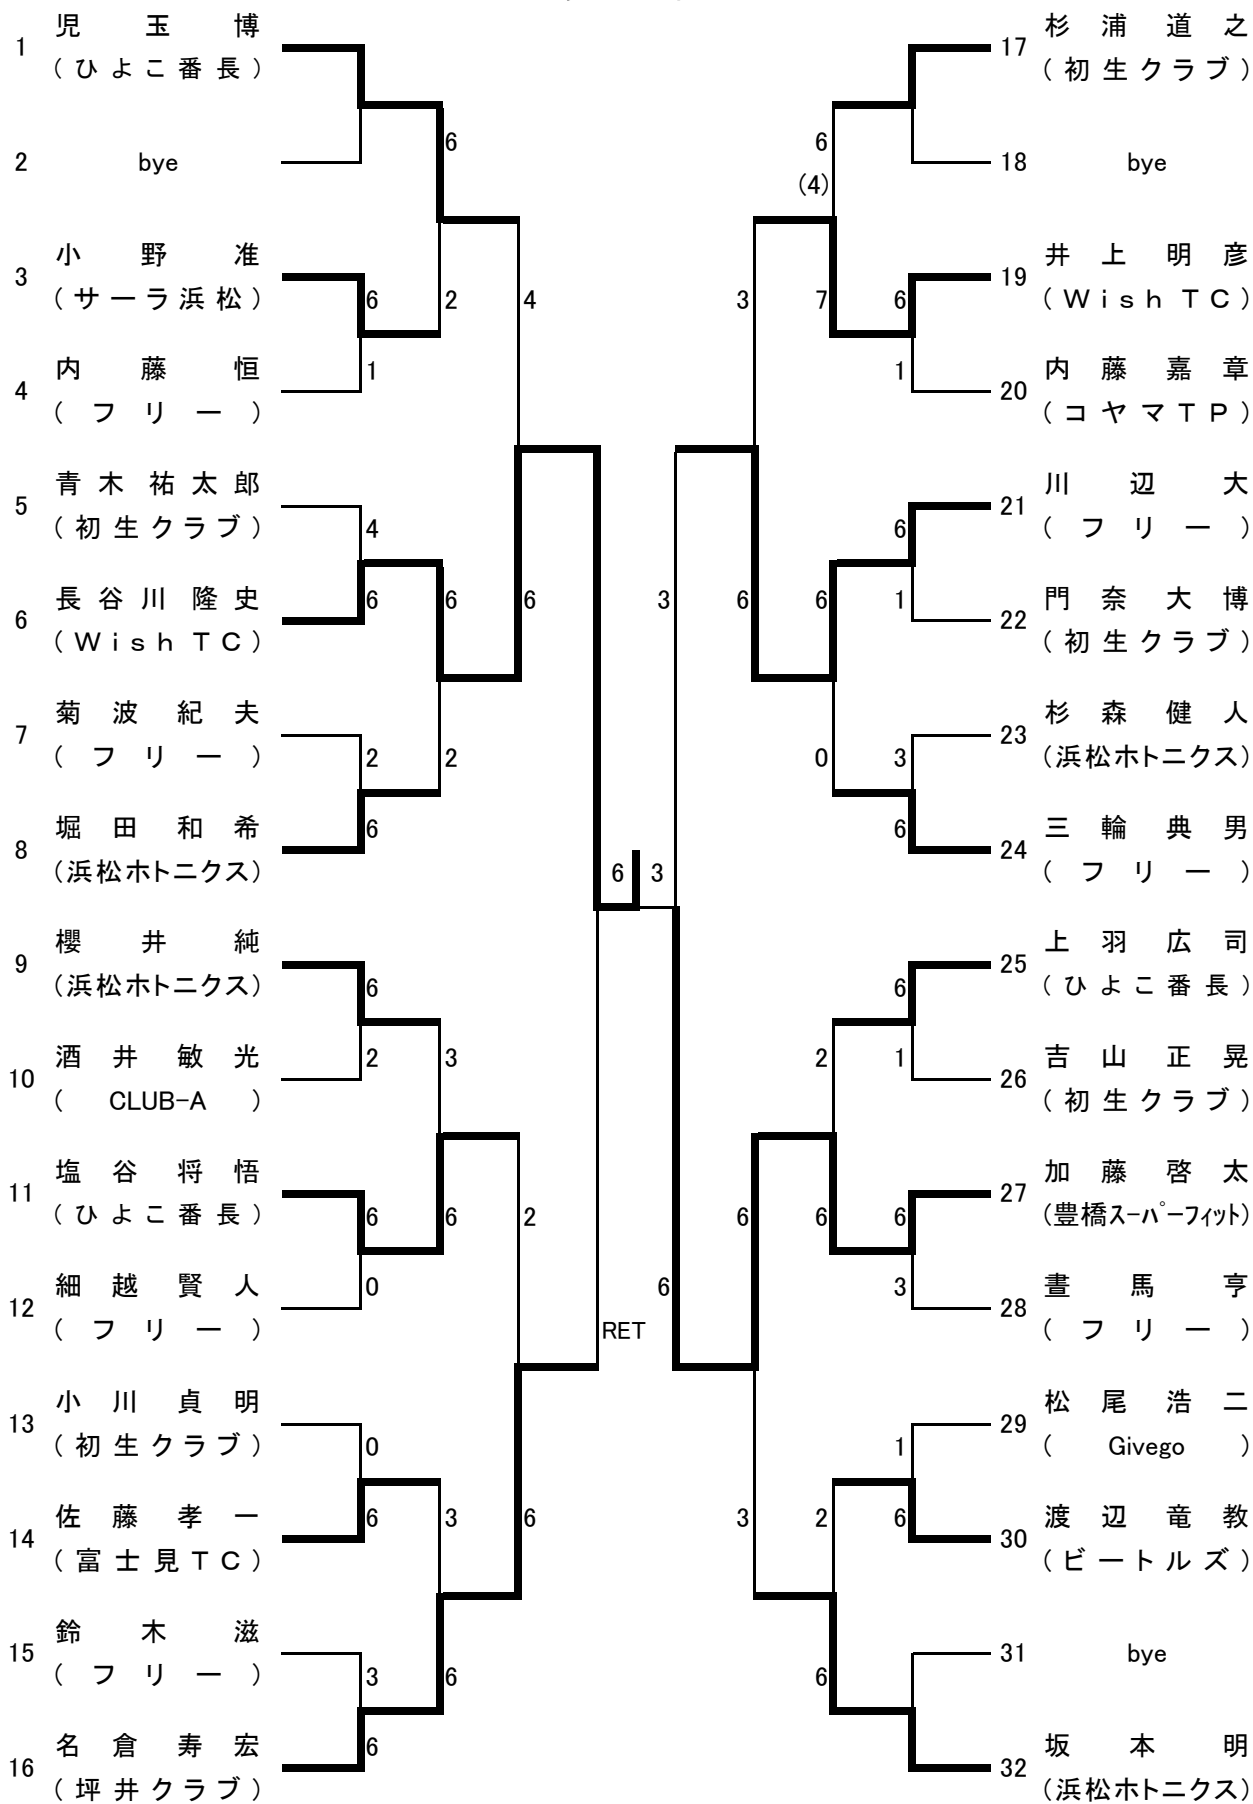 1 児玉博
(ひよこ番長)
2 bye
6
3 小野准
(サーラ浜松)
6 2 4
4 内藤恒
(フリー)
1
5 青木祐太郎
(初生クラブ)
4
6 長谷川隆史
(Wish TC)
6 6 6
7 菊波紀夫
(フリー)
2 2
8 堀田和希
(浜松ホトニクス)
6
9 櫻井純
(浜松ホトニクス)
6
10 酒井敏光
(CLUB-A)
2 3
11 塩谷将悟
(ひよこ番長)
6 6 2
12 細越賢人
(フリー)
0
RET
13 小川貞明
(初生クラブ)
0
14 佐藤孝一
(富士見TC)
6 3 6
15 鈴木滋
(フリー)
3 6
16 名倉寿宏
(坪井クラブ)
6
6 3
17 杉浦道之
(初生クラブ)
6
(4)
18 bye
19 井上明彦
(Wish TC)
3 7 6
20 内藤嘉章
(コヤマTP)
1
21 川辺大
(フリー)
6
22 門奈大博
(初生クラブ)
3 6 6 1
23 杉森健人
(浜松ホトニクス)
0 3
24 三輪典男
(フリー)
6
25 上羽広司
(ひよこ番長)
6
26 吉山正晃
(初生クラブ)
2 1
27 加藤啓太
(豊橋スーパーフィット)
6 6 6
28 晝馬亨
(フリー)
6 3
29 松尾浩二
(Givego)
1
30 渡辺竜教
(ビートルズ)
3 2 6
31 bye
6
32 坂本明
(浜松ホトニクス)